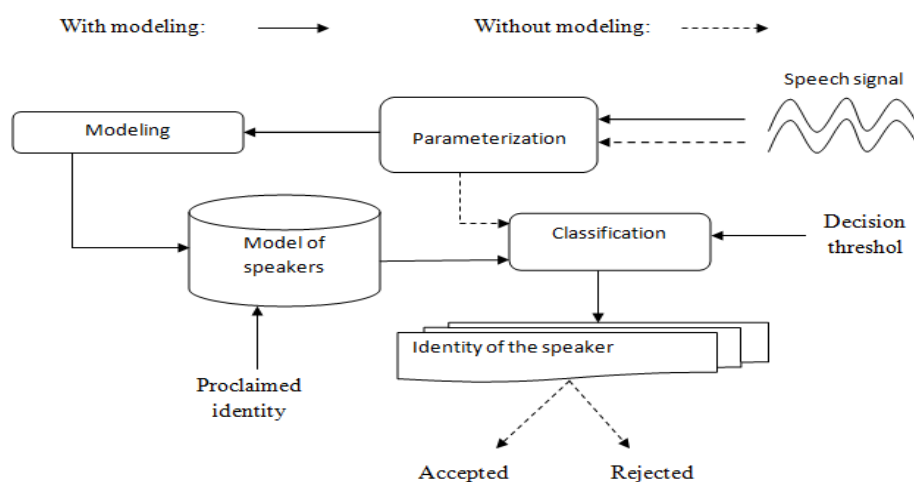 With modeling:
Without modeling:
Speech signal
Modeling
Parameterization
Model of
speakers
Classification
Decision
threshol
Identity of the speaker
Proclaimed
identity
Accepted
Rejected